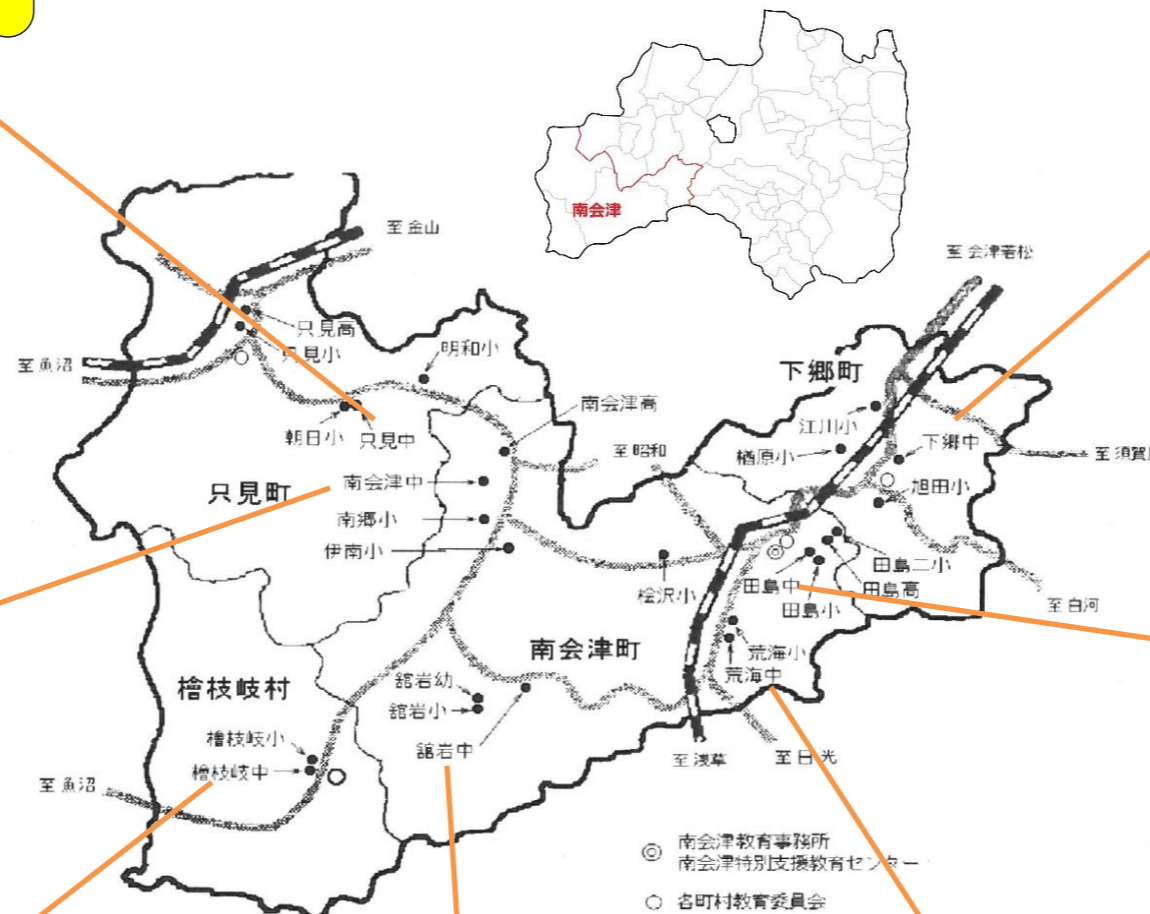 南会津
至金山
至会津若松
只見高
只見小
明和小
至魚沼
下郷町
南会津高
江川小
朝日小
只見中
至昭和
楢原小
下郷中
至須賀川
只見町
南会津中
旭田小
南郷小
伊南小
田島二小
桧沢小
田島中
田島高
田島小
至白河
南会津町
荒海小
荒海中
檜枝岐村
舘岩幼
舘岩小
檜枝岐小
舘岩中
檜枝岐中
至浅草
至日光
至魚沼
◎ 南会津教育事務所
南会津特別支援教育センター
○ 各町村教育委員会